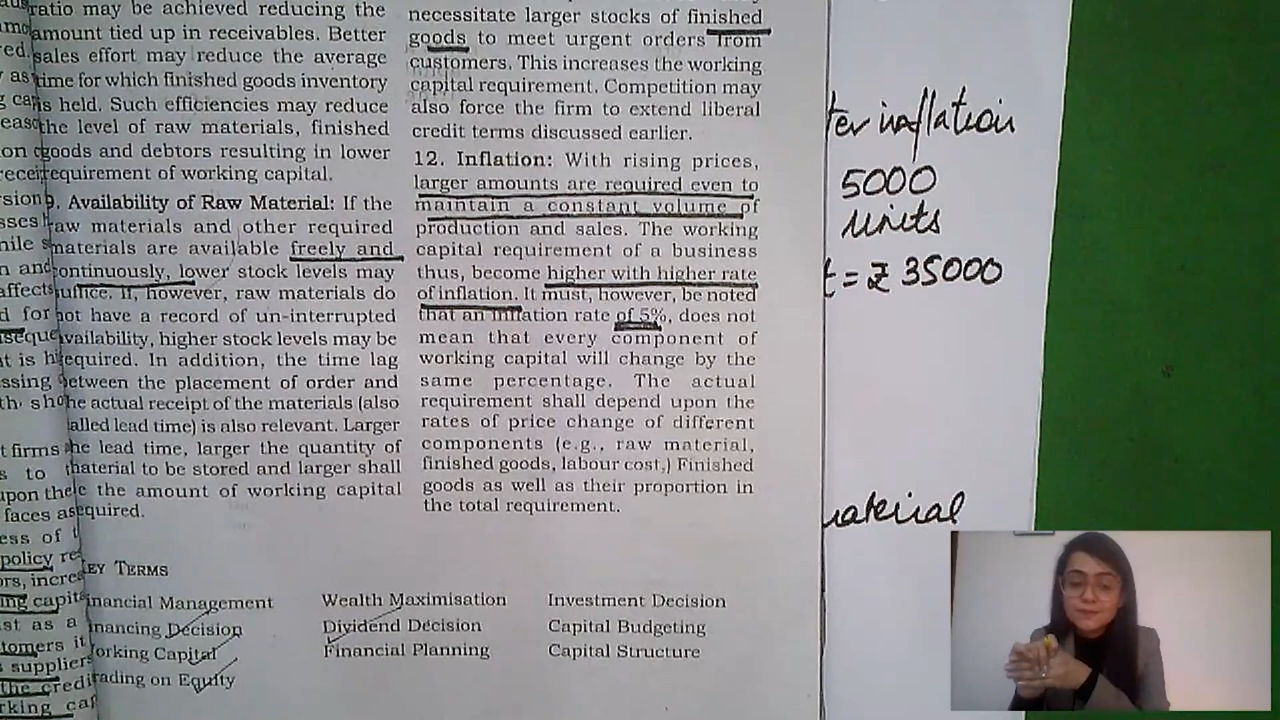 ratio may be achieved reducing the
amount tied up in receivables. Better
sales effort may reduce the average
time for which finished goods inventory
is held. Such efficiencies may reduce
the level of raw materials, finished
goods and debtors resulting in lower
requirement of working capital.
9. Availability of Raw Material: If the
raw materials and other required
materials are available freely and
continuously, lower stock levels may
suffice. If, however, raw materials do
not have a record of un-interrupted
availability, higher stock levels may be
required. In addition, the time lag
between the placement of order and
the actual receipt of the materials (also
called lead time) is also relevant. Larger
the lead time, larger the quantity of
material to be stored and larger shall
the amount of working capital
required.
necessitate larger stocks of finished
goods to meet urgent orders from
customers. This increases the working
capital requirement. Competition may
also force the firm to extend liberal
credit terms discussed earlier.
12. Inflation: With rising prices,
larger amounts are required even to
maintain a constant volume of
production and sales. The working
capital requirement of a business
thus, become higher with higher rate
of inflation. It must, however, be noted
that an inflation rate of 5%, does not
mean that every component of
working capital will change by the
same percentage. The actual
requirement shall depend upon the
rates of price change of different
components (e.g., raw material,
finished goods, labour cost,) Finished
goods as well as their proportion in
the total requirement.
KEY TERMS
Financial Management
Financing Decision
Working Capital
Trading on Equity
Wealth Maximisation
Dividend Decision
Financial Planning
Investment Decision
Capital Budgeting
Capital Structure
ter inflation
5000
units
t = ₹ 35000
material